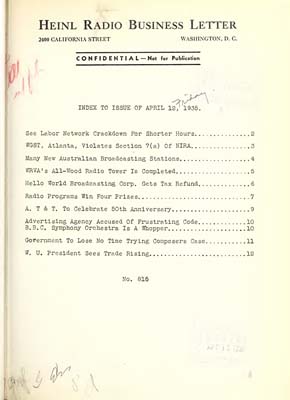 HEINL RADIO BUSINESS LETTER
2400 CALIFORNIA STREET WASHINGTON, D. C.
CONFIDENTIAL—Not for Publication
Friday
INDEX TO ISSUE OF APRIL 12, 1935.
See Labor Network Crackdown For Shorter Hours..............2
WGST, Atlanta, Violates Section 7(a) Of NIRA...............3
Many New Australian Broadcasting Stations..................4
WRVA's All-Wood Radio Tower Is Completed...................5
Hello World Broadcasting Corp. Gets Tax Refund.............6
Radio Programs Win Four Prizes.............................7
A. T & T. To Celebrate 50th Anniversary....................9
Advertising Agency Accused Of Frustrating Code............10
B.B.C. Symphony Orchestra Is A Whopper....................10
Government To Lose No Time Trying Composers Case..........11
W. U. President Sees Trade Rising.........................12
No. 816